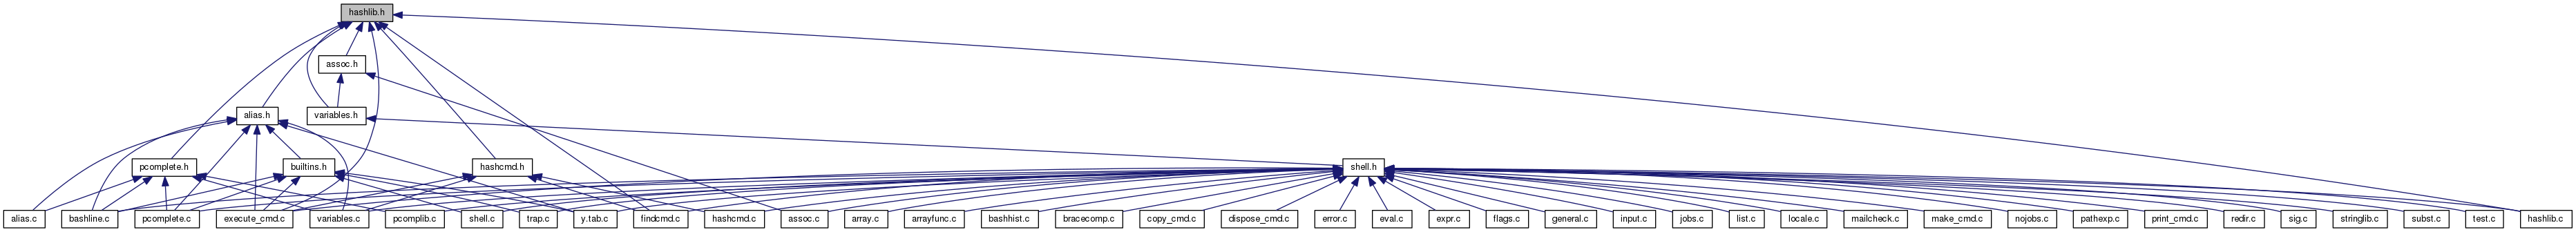 hashlib.h
assoc.h
alias.h
variables.h
pcomplete.h
builtins.h
hashcmd.h
shell.h
alias.c
bashline.c
pcomplete.c
execute_cmd.c
variables.c
pcomplib.c
shell.c
trap.c
y.tab.c
findcmd.c
hashcmd.c
assoc.c
array.c
arrayfunc.c
bashhist.c
bracecomp.c
copy_cmd.c
dispose_cmd.c
error.c
eval.c
expr.c
flags.c
general.c
input.c
jobs.c
list.c
locale.c
mailcheck.c
make_cmd.c
nojobs.c
pathexp.c
print_cmd.c
redir.c
sig.c
stringlib.c
subst.c
test.c
hashlib.c